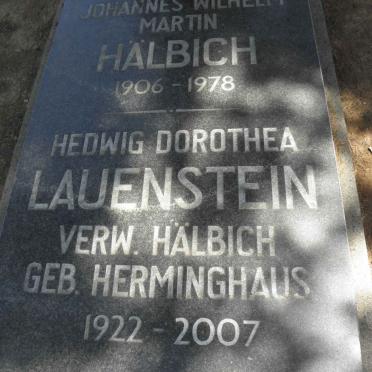 JOHANNES WILHELM
MARTIN
HÄLBICH
1906 - 1978
HEDWIG DOROTHEA
LAUENSTEIN
VERW. HÄLBICH
GEB. HERMINGHAUS
1922 - 2007